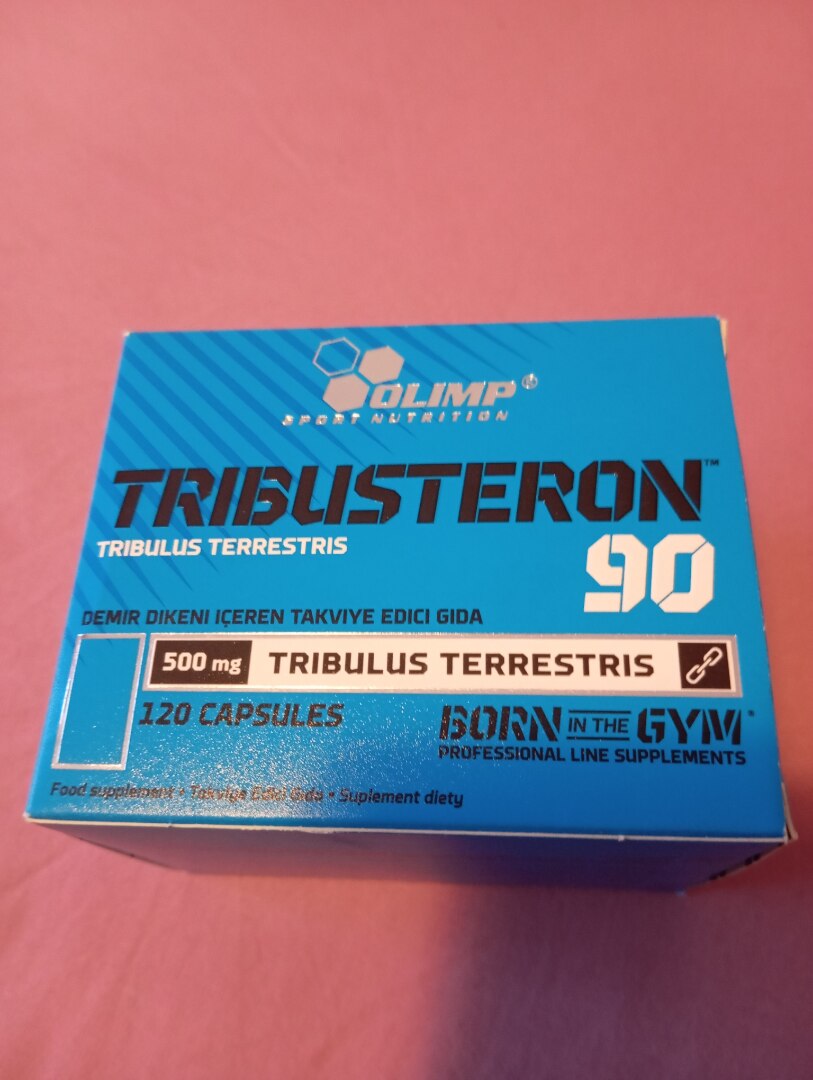 OLIMP®
SPORT NUTRITION
TRIBUSTERON™
TRIBULUS TERRESTRIS
90
DEMIR DIKENI IÇEREN TAKVIYE EDICI GIDA
500 mg TRIBULUS TERRESTRIS
120 CAPSULES
BORN IN THE GYM®
PROFESSIONAL LINE SUPPLEMENTS
Food supplement • Takviye Edici Gıda • Suplement diety